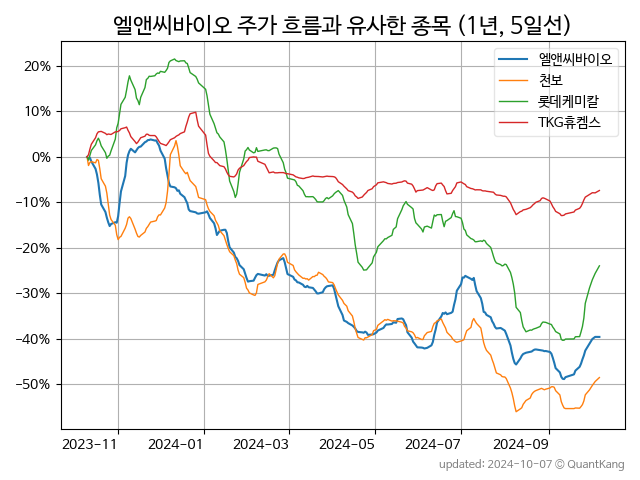 엘앤씨바이오 주가 흐름과 유사한 종목 (1년, 5일선)
엘앤씨바이오
천보
롯데케미칼
TKG휴켐스
20%
10%
0%
−10%
−20%
−30%
−40%
−50%
2023-11
2024-01
2024-03
2024-05
2024-07
2024-09
updated: 2024-10-07 © QuantKang